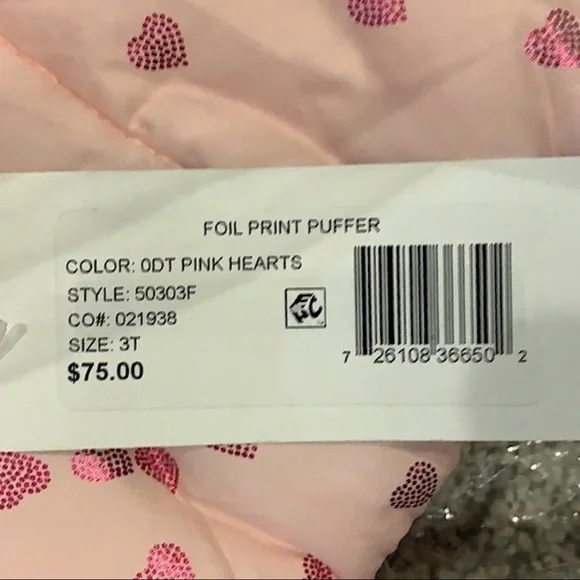 FOIL PRINT PUFFER
COLOR: 0DT PINK HEARTS
STYLE: 50303F
CO#: 021938
SIZE: 3T
$75.00
7 26108 36650 2